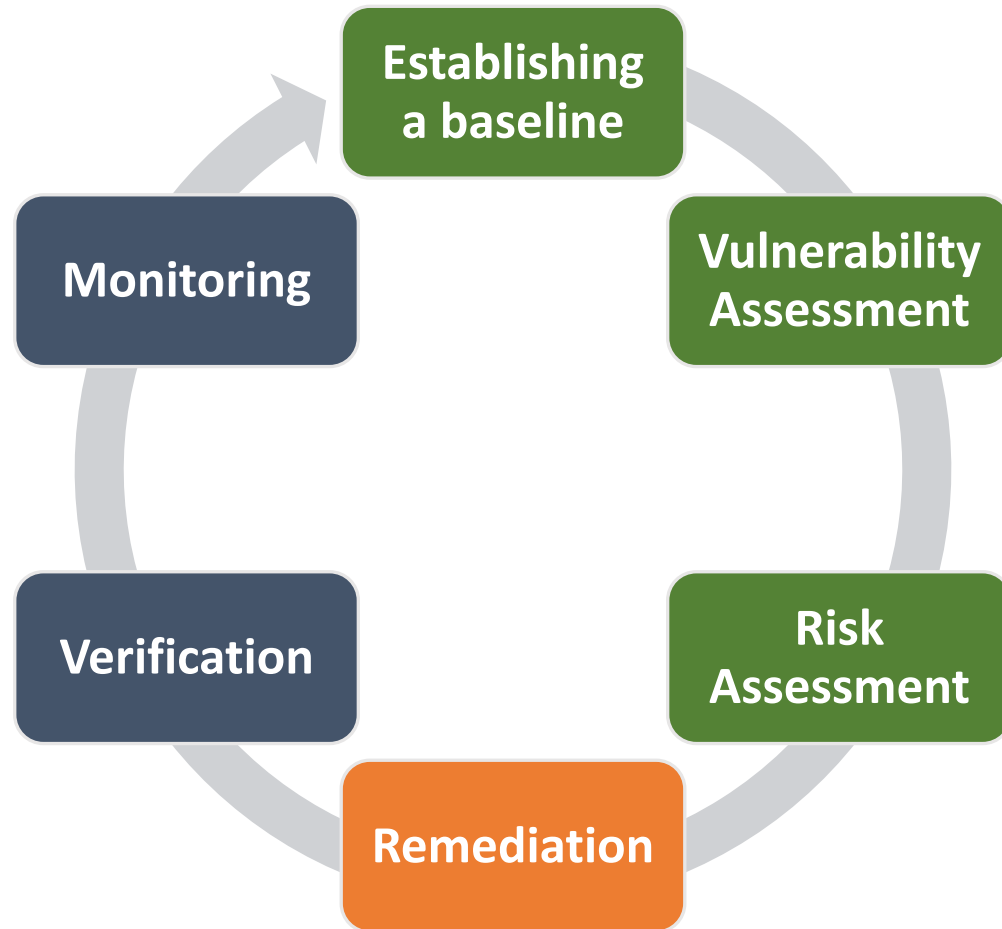 Establishing
a baseline
Vulnerability
Assessment
Risk
Assessment
Remediation
Verification
Monitoring